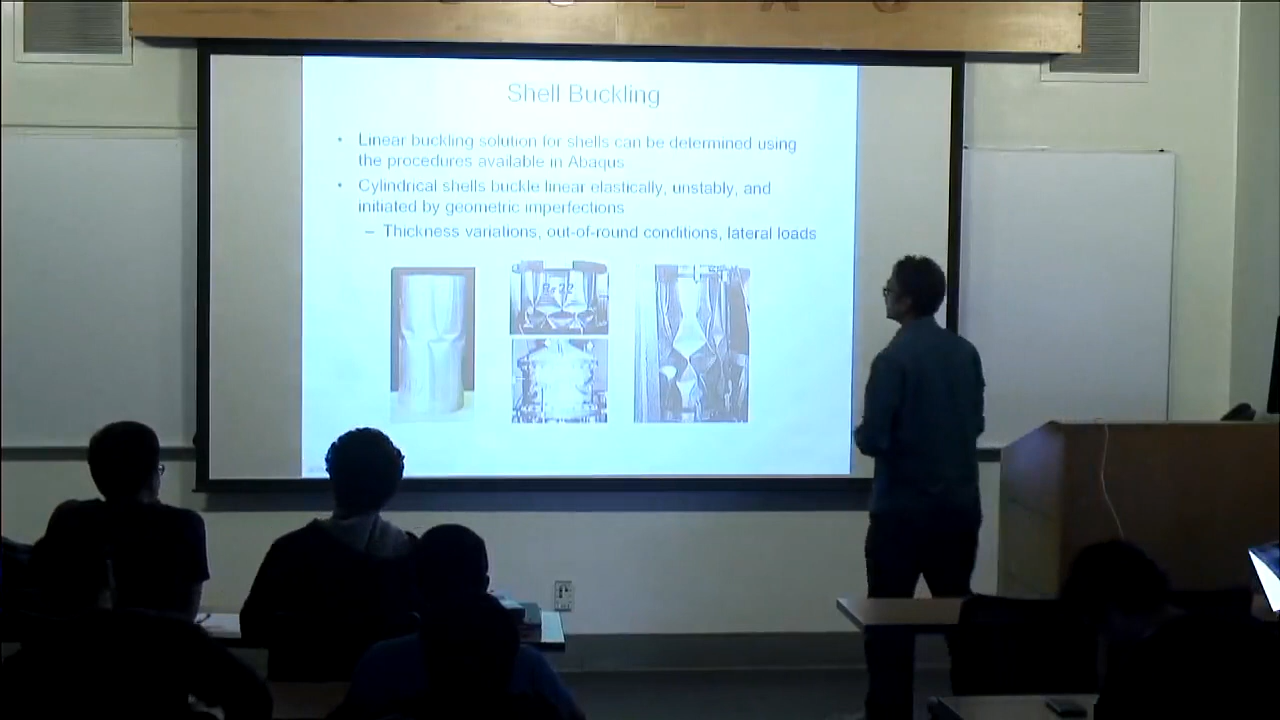 Shell Buckling
• Linear buckling solution for shells can be determined using
the procedures available in Abaqus
• Cylindrical shells buckle linear elastically, unstably, and
initiated by geometric imperfections
– Thickness variations, out-of-round conditions, lateral loads